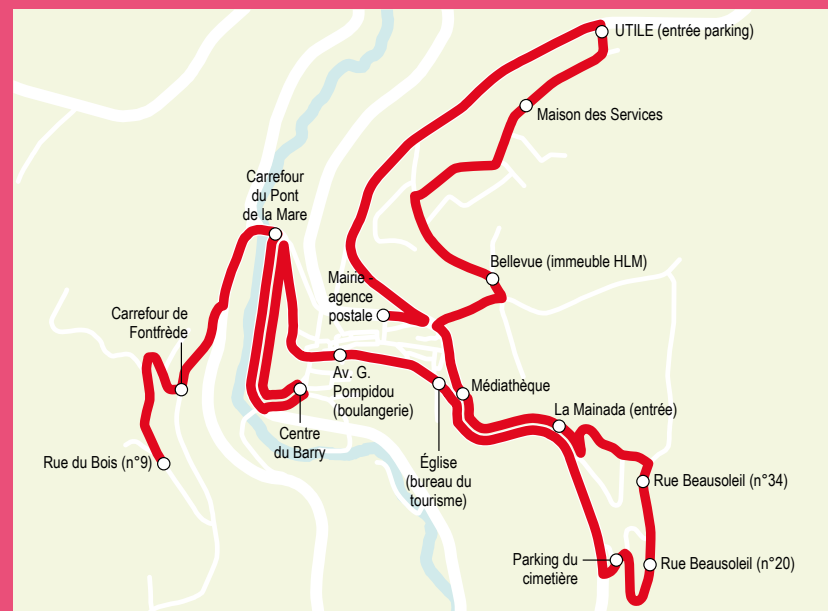 UTILE (entrée parking)
Maison des Services
Carrefour
du Pont
de la Mare
Bellevue (immeuble HLM)
Mairie -
agence
postale
Carrefour de
Fontfrède
Av. G.
Pompidou
(boulangerie)
Médiathèque
La Mainada (entrée)
Centre
du Barry
Rue du Bois (n°9)
Église
(bureau du
tourisme)
Rue Beausoleil (n°34)
Parking du
cimetière
Rue Beausoleil (n°20)